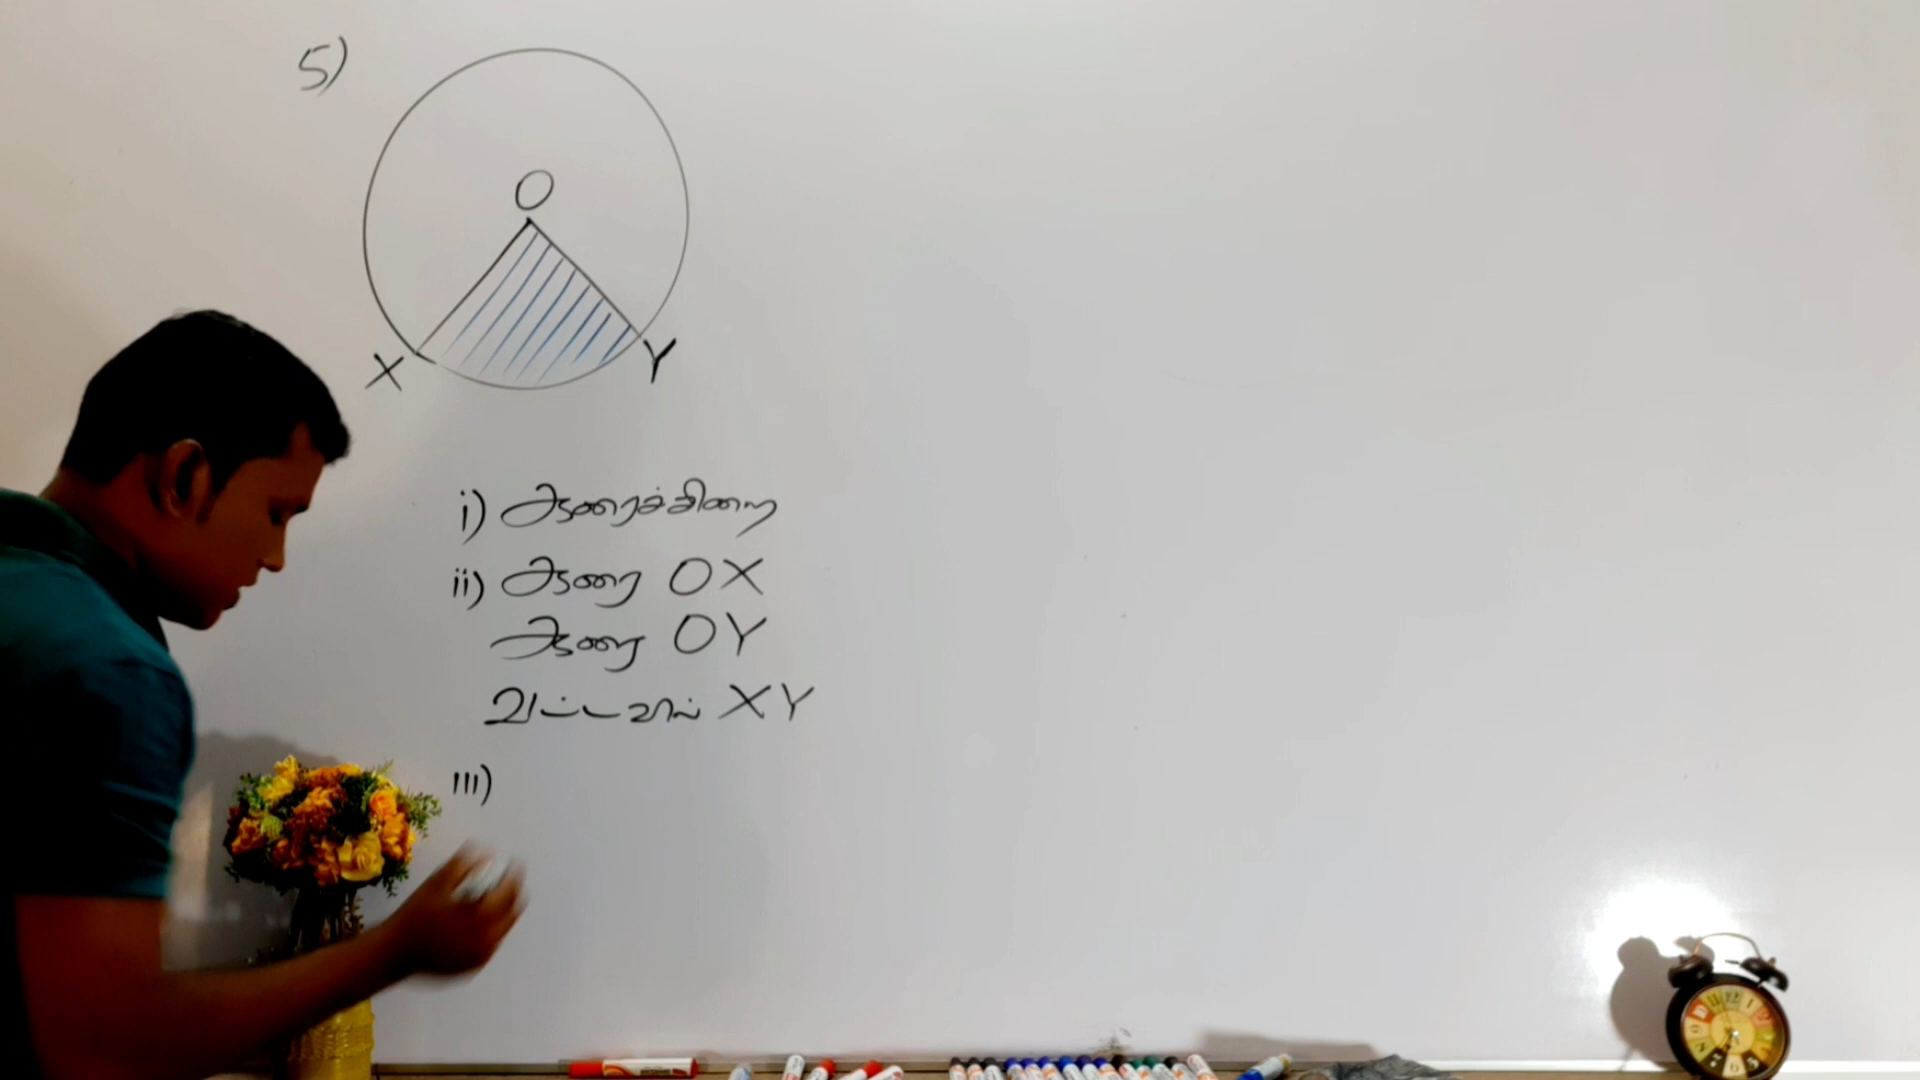 5)
O
X
Y
i) ஆரைச்சிறை
ii) ஆரை OX
ஆரை OY
வட்டவில் XY
iii)